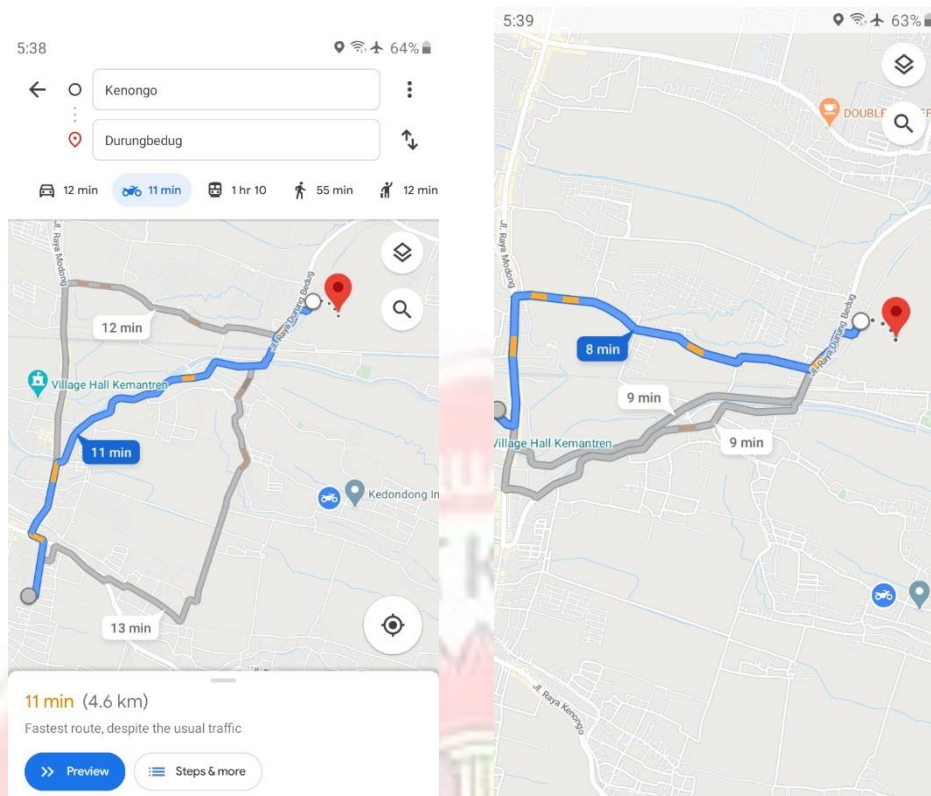 5:38
64%
Kenongo
Durungbedug
12 min
11 min
1 hr 10
55 min
12 min
Jl. Raya Modong
Jl. Raya Durung Bedug
12 min
Village Hall Kemantren
11 min
Kedondong In
13 min
11 min (4.6 km)
Fastest route, despite the usual traffic
Preview
Steps & more
5:39
63%
DOUBLE
Jl. Raya Modong
8 min
Jl. Raya Durung Bedug
9 min
Village Hall Kemantren
9 min
Jl. Raya Kenongo